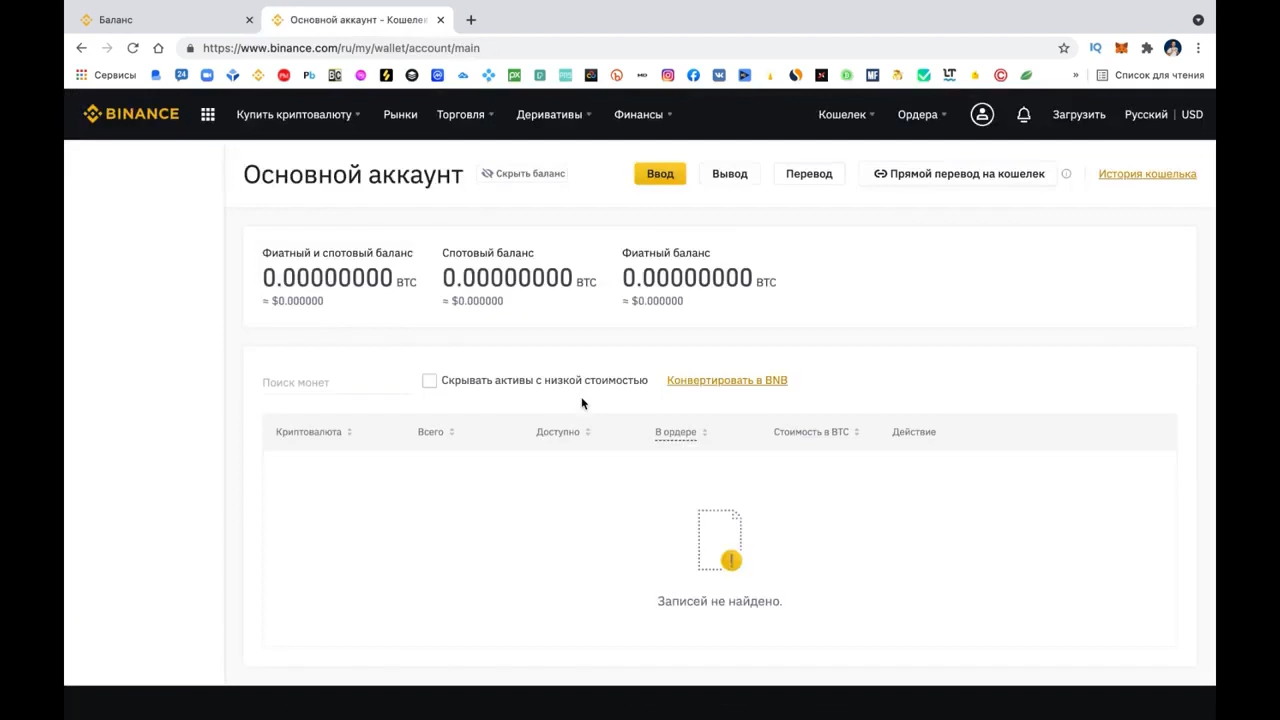 Баланс
Основной аккаунт - Кошелек
https://www.binance.com/ru/my/wallet/account/main
Сервисы
Список для чтения
BINANCE
Купить криптовалюту
Рынки
Торговля
Деривативы
Финансы
Кошелек
Ордера
Загрузить
Русский
USD
Основной аккаунт
Скрыть баланс
Ввод
Вывод
Перевод
Прямой перевод на кошелек
История кошелька
Фиатный и спотовый баланс
Спотовый баланс
Фиатный баланс
0.00000000 BTC
0.00000000 BTC
0.00000000 BTC
≈ $0.000000
≈ $0.000000
≈ $0.000000
Поиск монет
Скрывать активы с низкой стоимостью
Конвертировать в BNB
Криптовалюта
Всего
Доступно
В ордере
Стоимость в BTC
Действие
Записей не найдено.